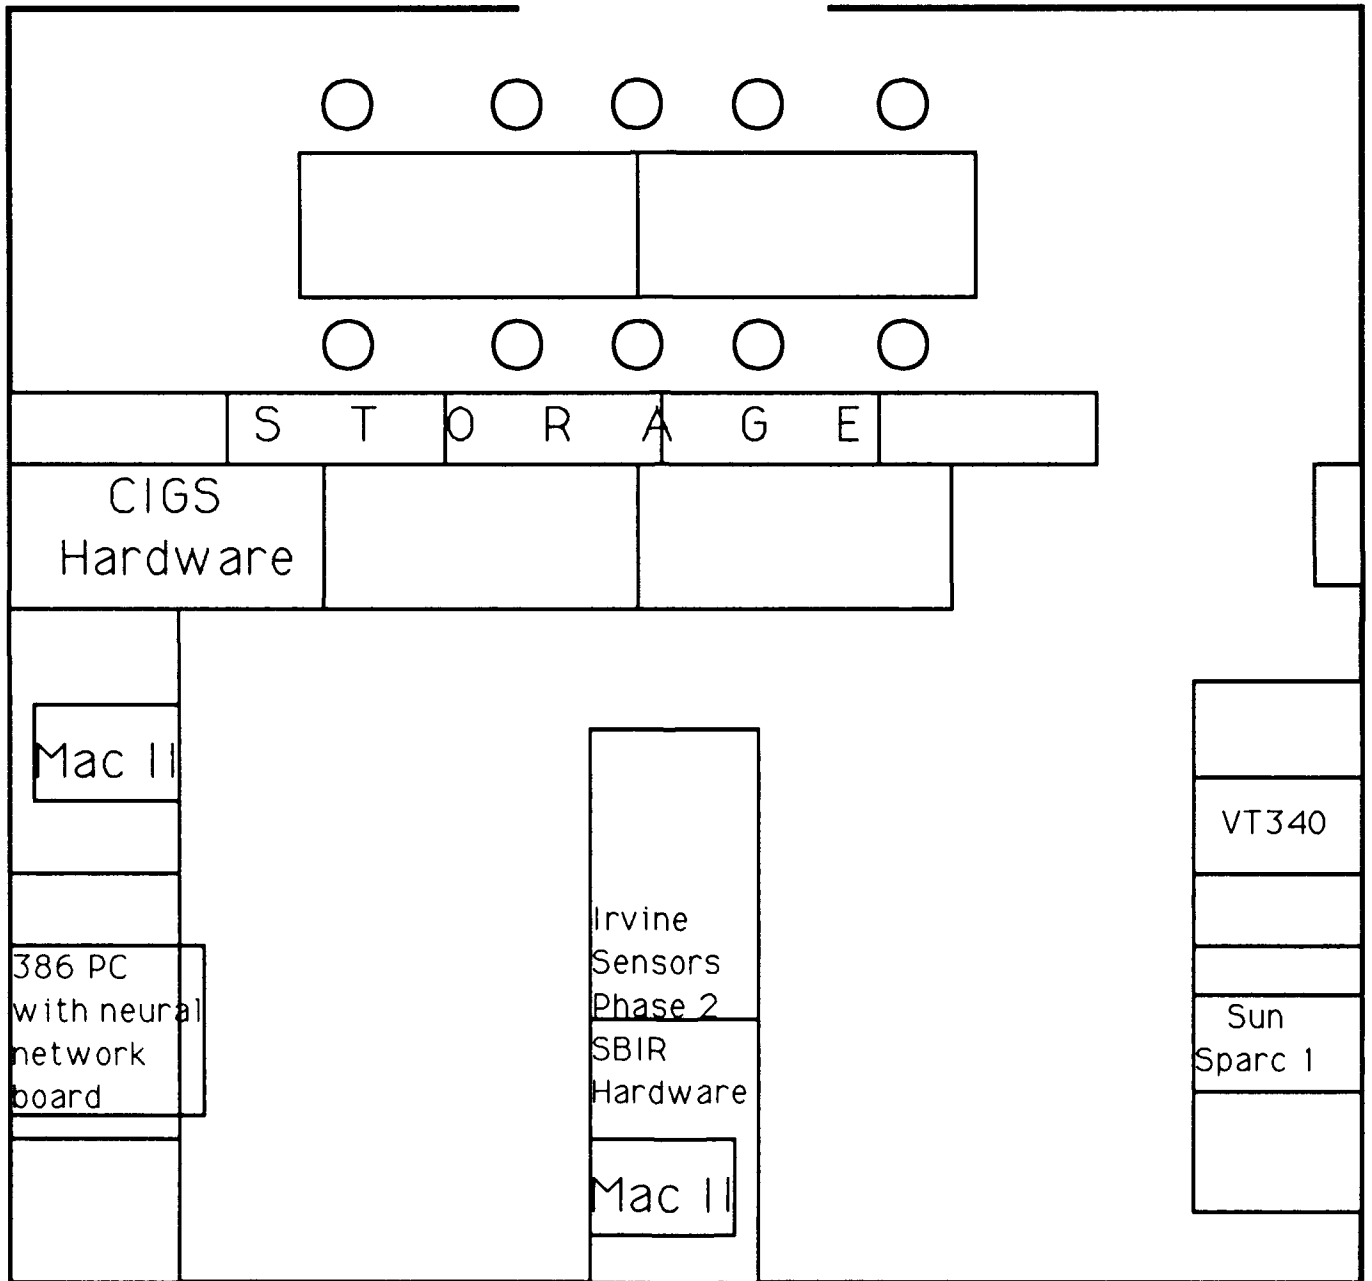 STORAGE
CIGS
Hardware
Mac II
VT340
Irvine
Sensors
Phase 2
SBIR
Hardware
386 PC
with neural
network
board
Sun
Sparc 1
Mac II